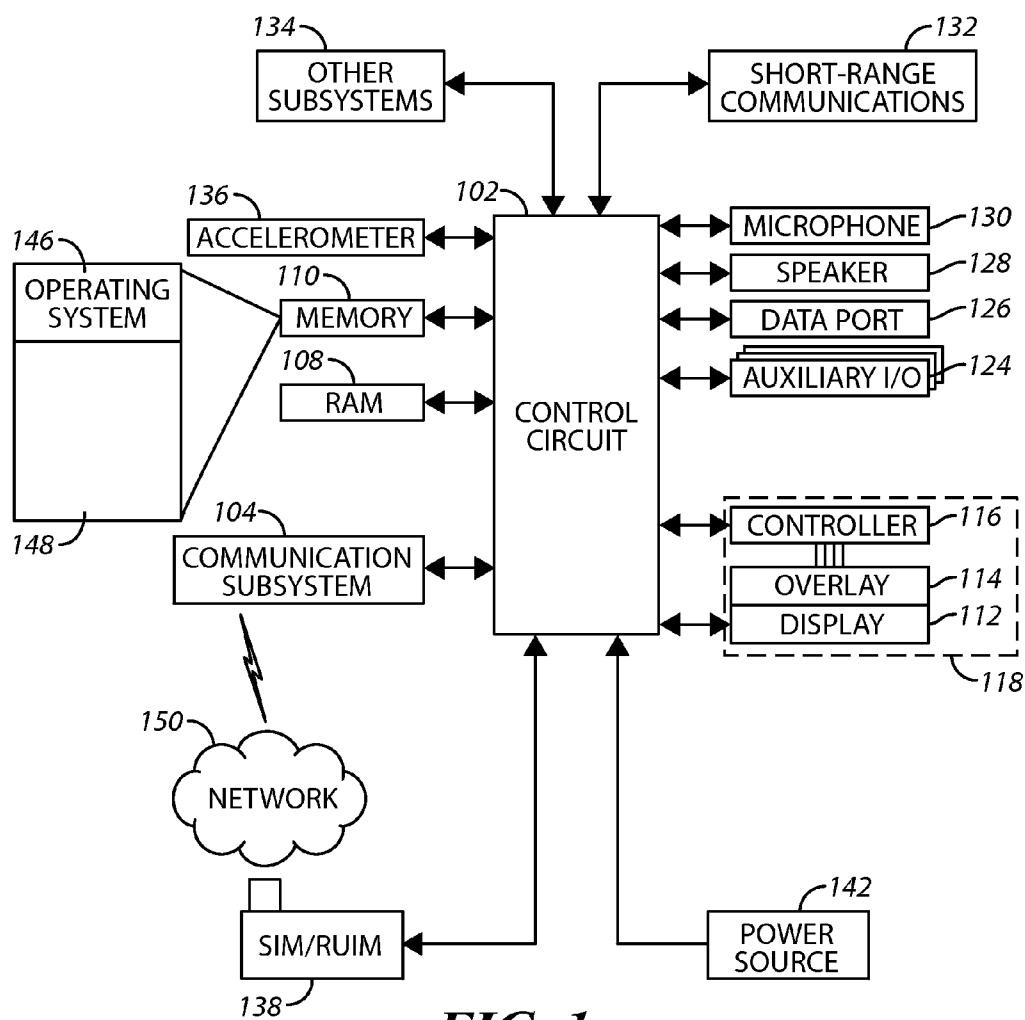 134
OTHER
SUBSYSTEMS
132
SHORT-RANGE
COMMUNICATIONS
102
CONTROL
CIRCUIT
136
ACCELEROMETER
146
OPERATING
SYSTEM
148
110
MEMORY
108
RAM
104
COMMUNICATION
SUBSYSTEM
150
NETWORK
SIM/RUIM
138
MICROPHONE
130
SPEAKER
128
DATA PORT
126
AUXILIARY I/O
124
CONTROLLER
116
OVERLAY
114
DISPLAY
112
118
142
POWER
SOURCE
FIG. 1